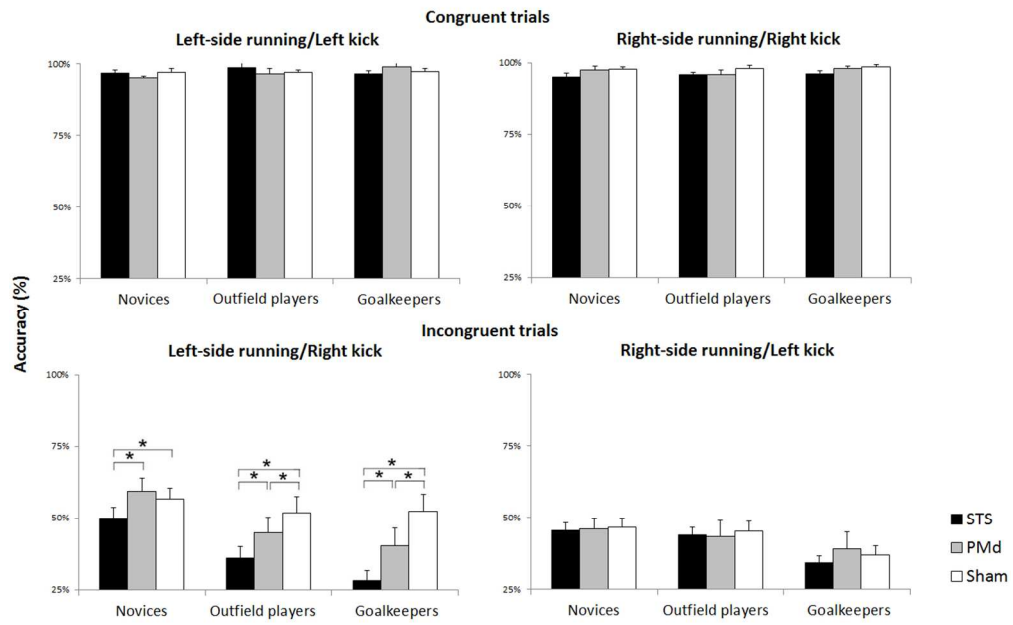 Congruent trials
Left-side running/Left kick
100%
75%
50%
25%
Novices Outfield players Goalkeepers
Right-side running/Right kick
100%
75%
50%
25%
Novices Outfield players Goalkeepers
Accuracy (%)
Incongruent trials
Left-side running/Right kick
100%
75%
50%
25%
* * * * * * * *
Novices Outfield players Goalkeepers
Right-side running/Left kick
100%
75%
50%
25%
Novices Outfield players Goalkeepers
STS
PMd
Sham